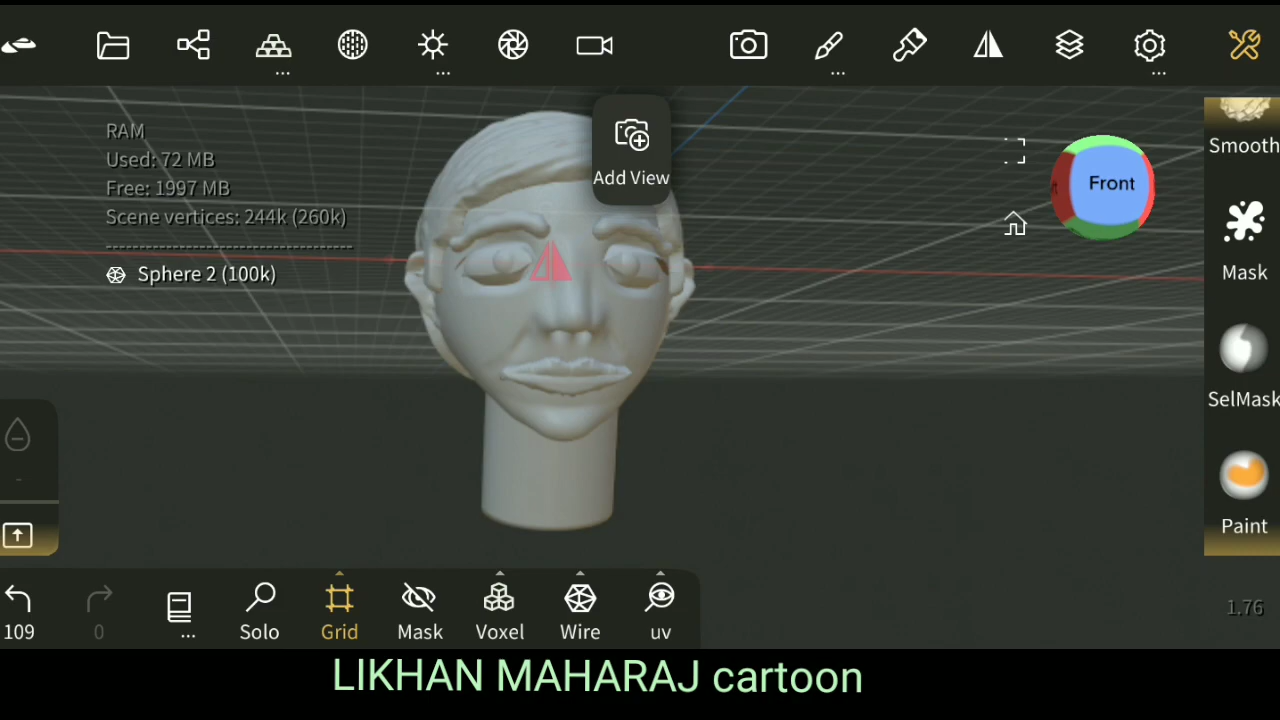 RAM
Used: 72 MB
Free: 1997 MB
Scene vertices: 244k (260k)
-----------------------------------
Sphere 2 (100k)
Add View
Front
Smooth
Mask
SelMask
Paint
1.76
109
0
Solo
Grid
Mask
Voxel
Wire
uv
LIKHAN MAHARAJ cartoon